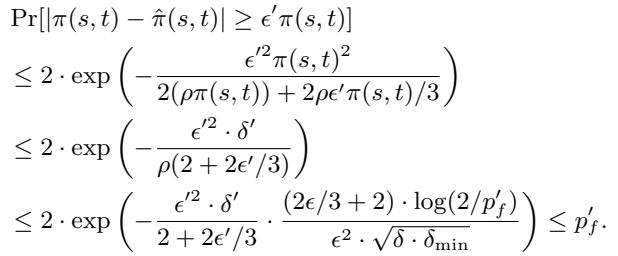 Pr[|π(s, t) − π̂(s, t)| ≥ ϵ′π(s, t)]
≤ 2 · exp ( − ϵ′²π(s, t)² / 2(ρπ(s, t)) + 2ρϵ′π(s, t)/3 )
≤ 2 · exp ( − ϵ′² · δ′ / ρ(2 + 2ϵ′/3) )
≤ 2 · exp ( − ϵ′² · δ′ / 2 + 2ϵ′/3 · (2ϵ/3 + 2) · log(2/p′_f) / ϵ² · √(δ · δ_min) ) ≤ p′_f.